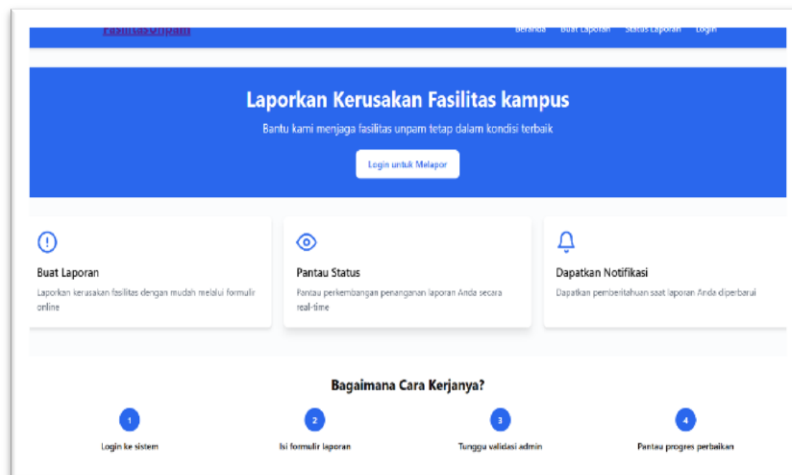 FasilitasUnpam
Beranda Buat Laporan Status Laporan Login
Laporkan Kerusakan Fasilitas kampus
Bantu kami menjaga fasilitas unpam tetap dalam kondisi terbaik
Login untuk Melapor
Buat Laporan
Laporkan kerusakan fasilitas dengan mudah melalui formulir
online
Pantau Status
Pantau perkembangan penanganan laporan Anda secara
real-time
Dapatkan Notifikasi
Dapatkan pemberitahuan saat laporan Anda diperbarui
Bagaimana Cara Kerjanya?
1
Login ke sistem
2
Isi formulir laporan
3
Tunggu validasi admin
4
Pantau progres perbaikan